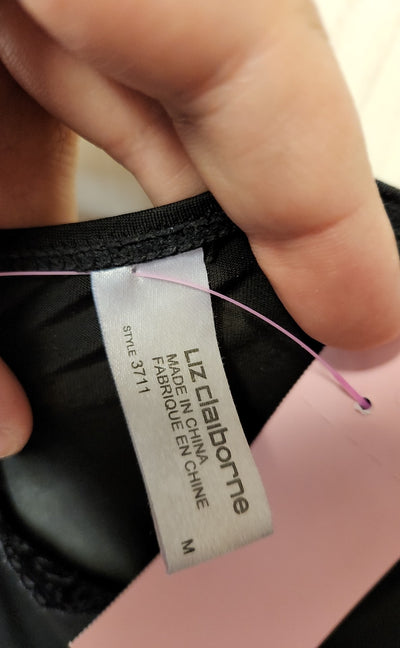 Liz claiborne
MADE IN CHINA
FABRIQUE EN CHINE
STYLE 3711
M